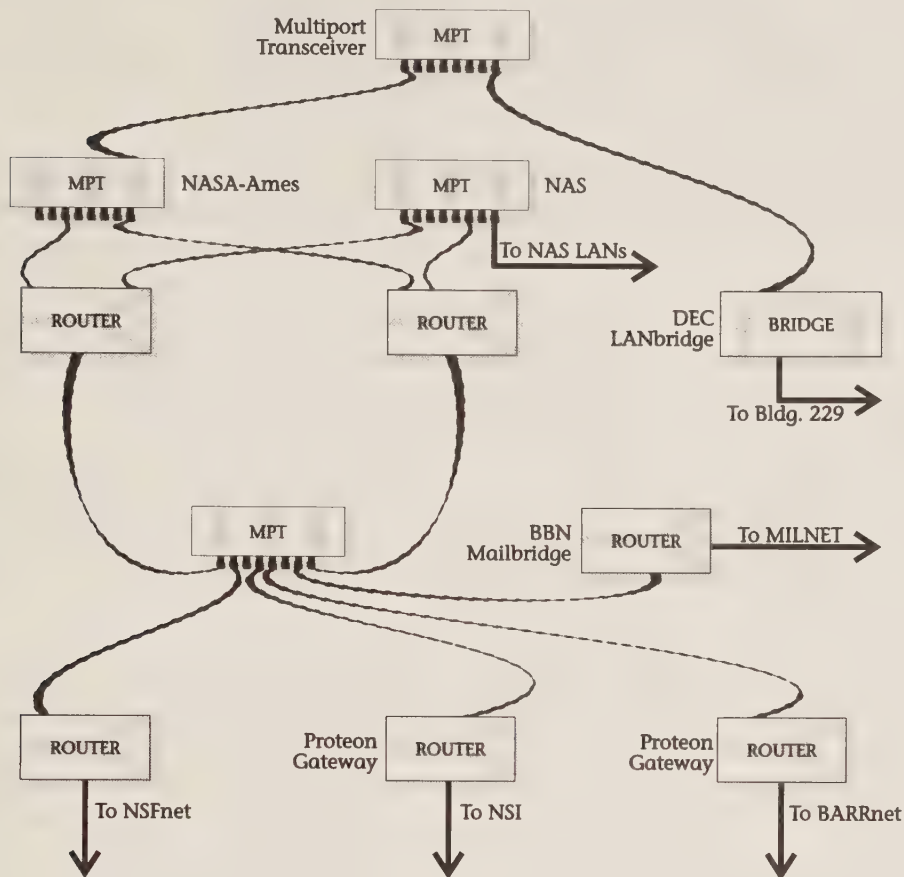 Multiport
Transceiver
MPT
MPT
NASA-Ames
MPT
NAS
To NAS LANs
ROUTER
ROUTER
DEC
LANbridge
BRIDGE
To Bldg. 229
MPT
BBN
Mailbridge
ROUTER
To MILNET
ROUTER
Proteon
Gateway
ROUTER
Proteon
Gateway
ROUTER
To NSFnet
To NSI
To BARRnet